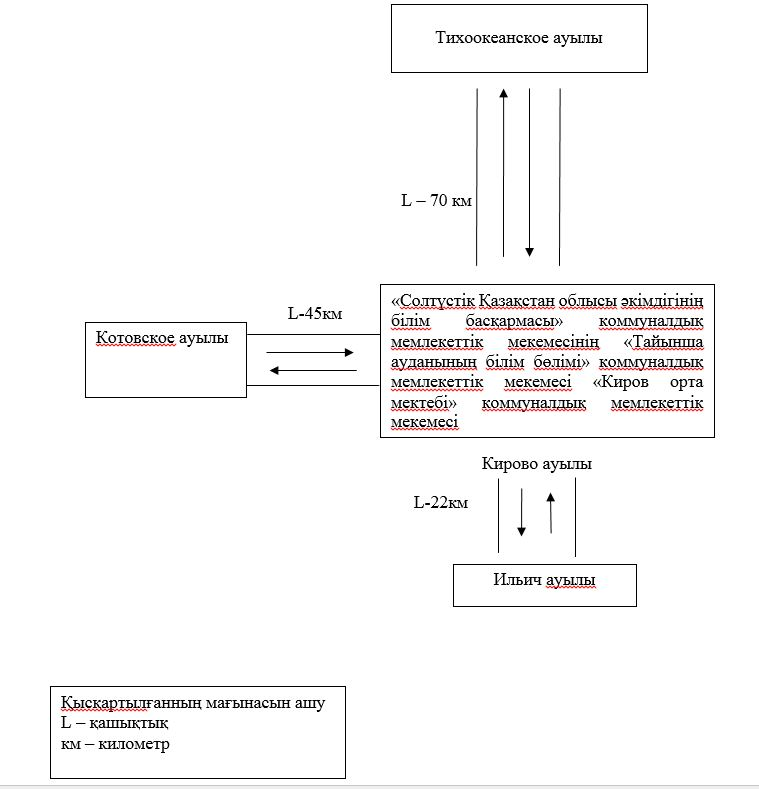 Тихоокеанское ауылы
L – 70 км
L-45км
Котовское ауылы
«Солтүстік Қазақстан облысы әкімдігінің
білім басқармасы» коммуналдық
мемлекеттік мекемесінің «Тайынша
ауданының білім бөлімі» коммуналдық
мемлекеттік мекемесі «Киров орта
мектебі» коммуналдық мемлекеттік
мекемесі
Кирово ауылы
L-22км
Ильич ауылы
Қысқартылғанның мағынасын ашу
L – қашықтық
км – километр